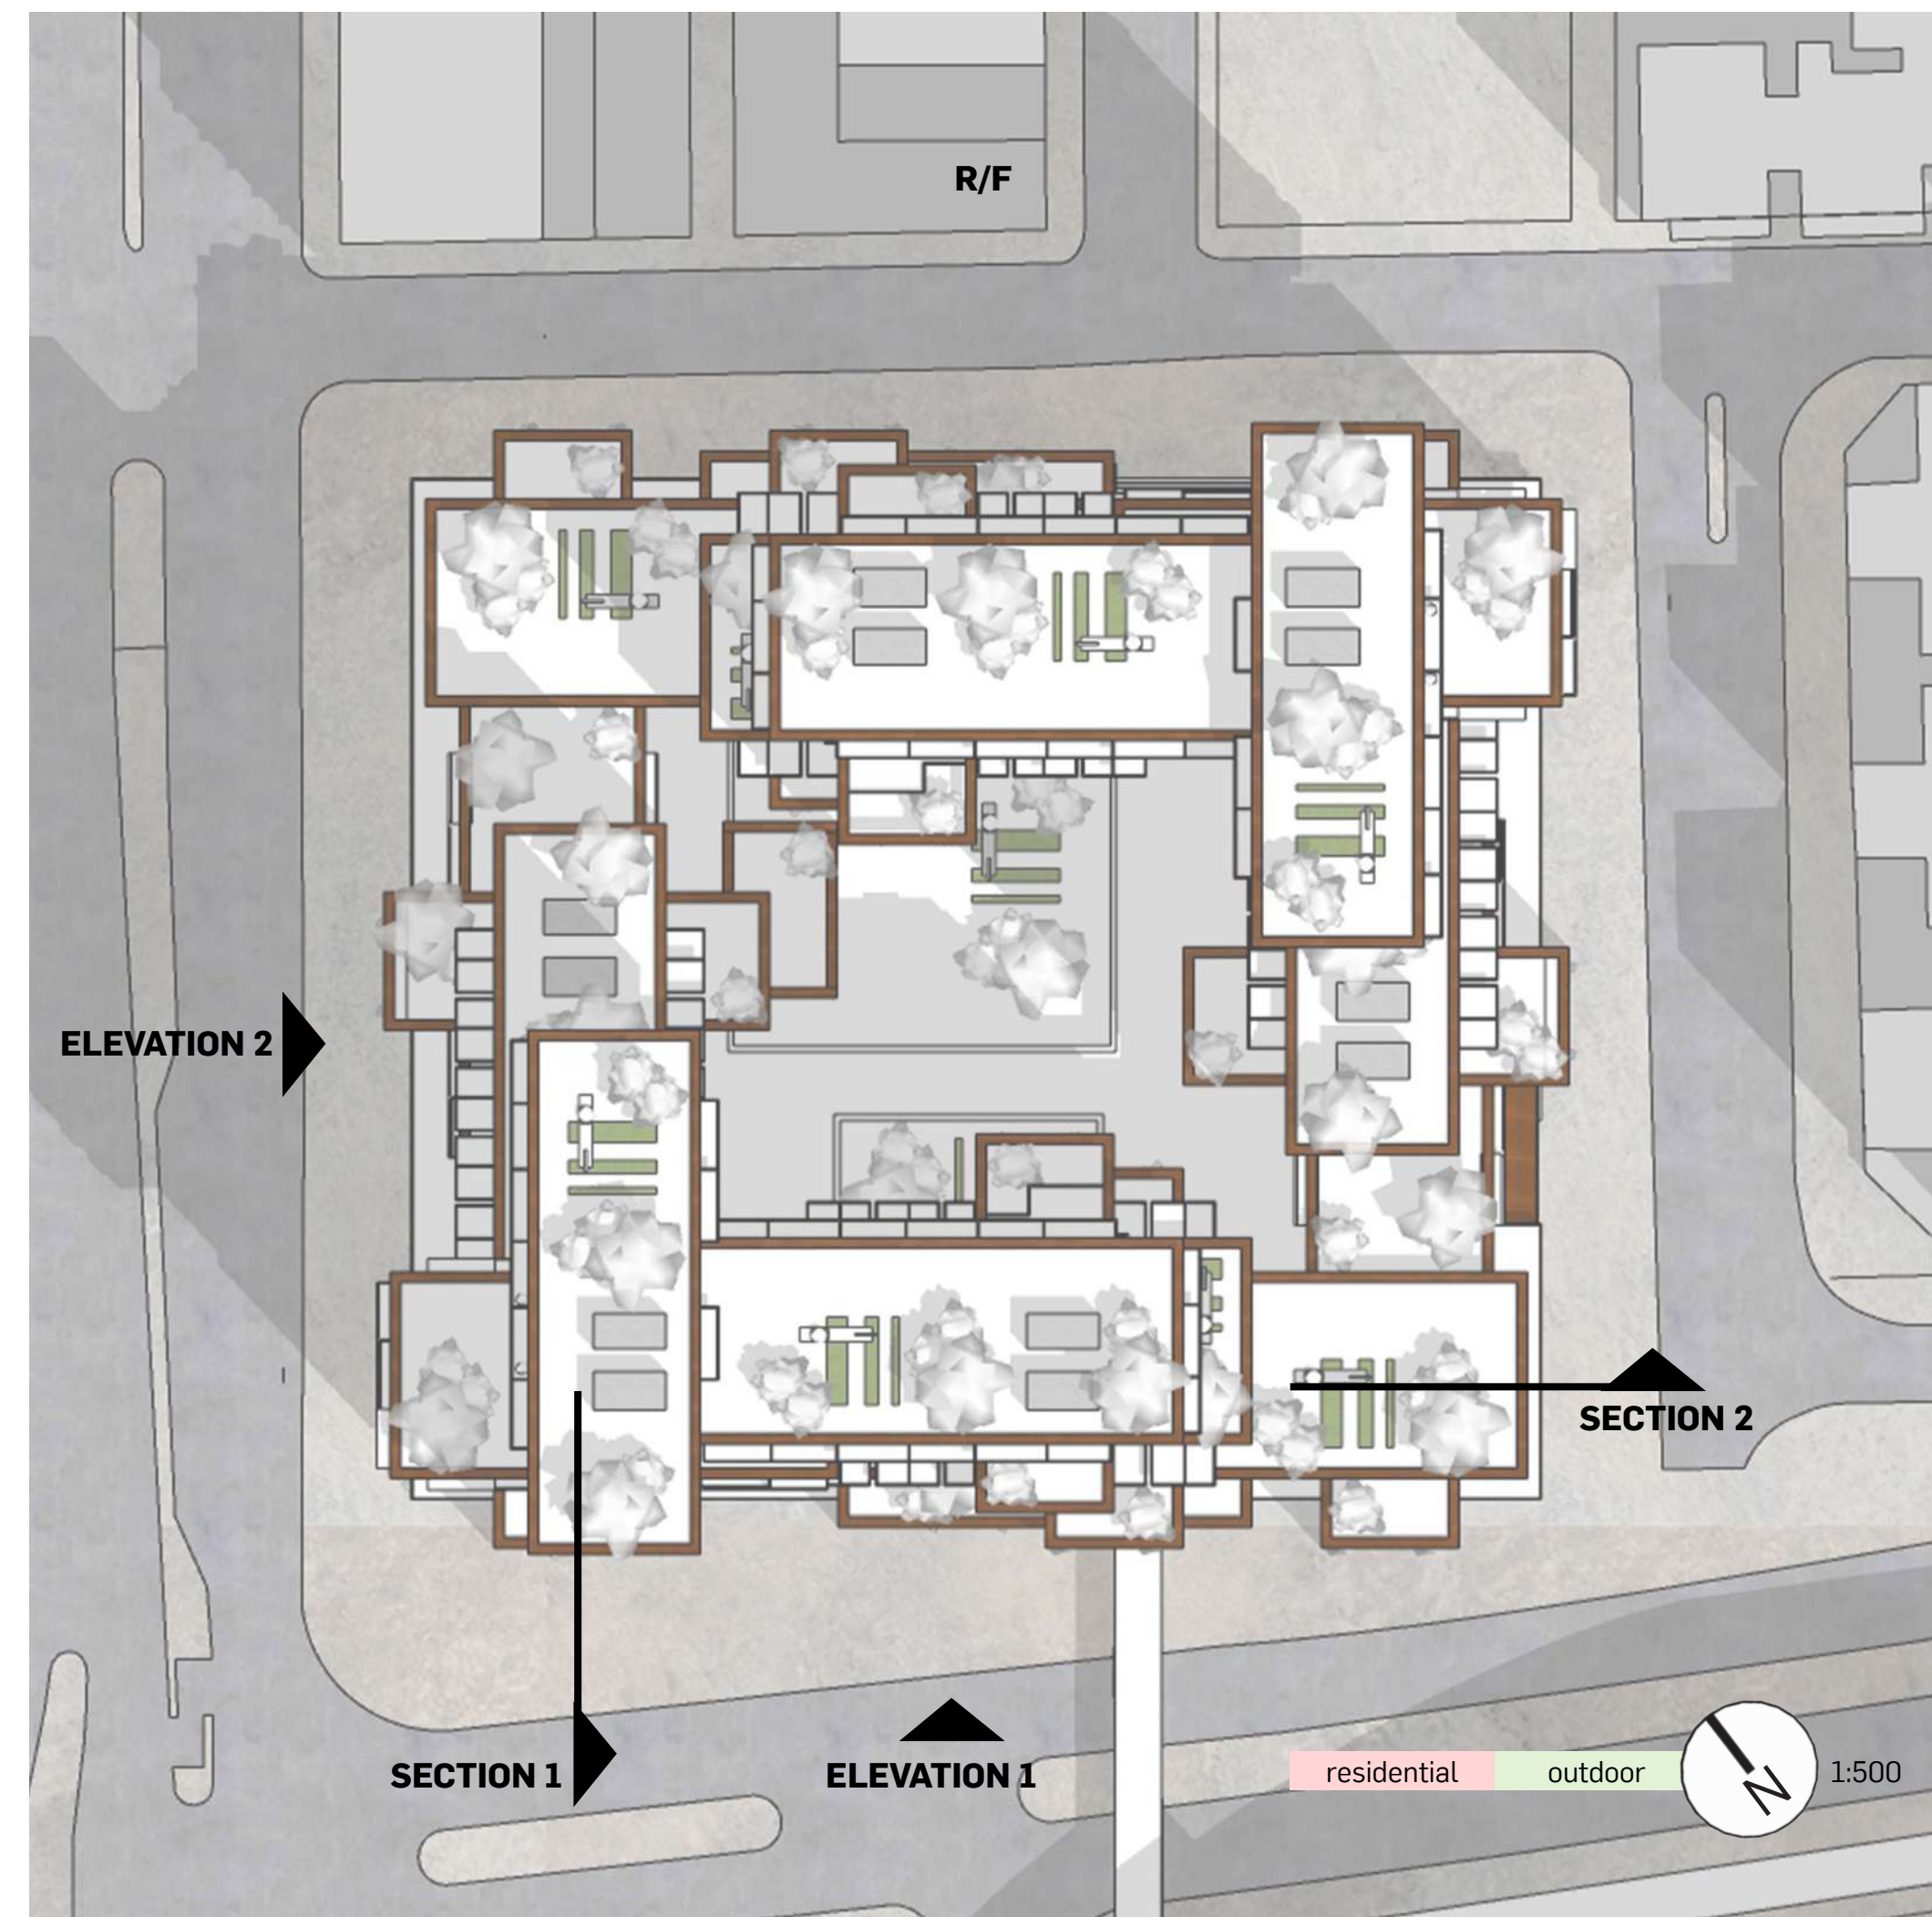 R/F
ELEVATION 2
SECTION 2
SECTION 1
ELEVATION 1
residential
outdoor
N
1:500